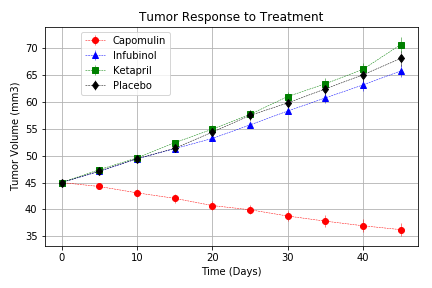 Tumor Response to Treatment
Capomulin
Infubinol
Ketapril
Placebo
Tumor Volume (mm3)
70
65
60
55
50
45
40
35
0
10
20
30
40
Time (Days)